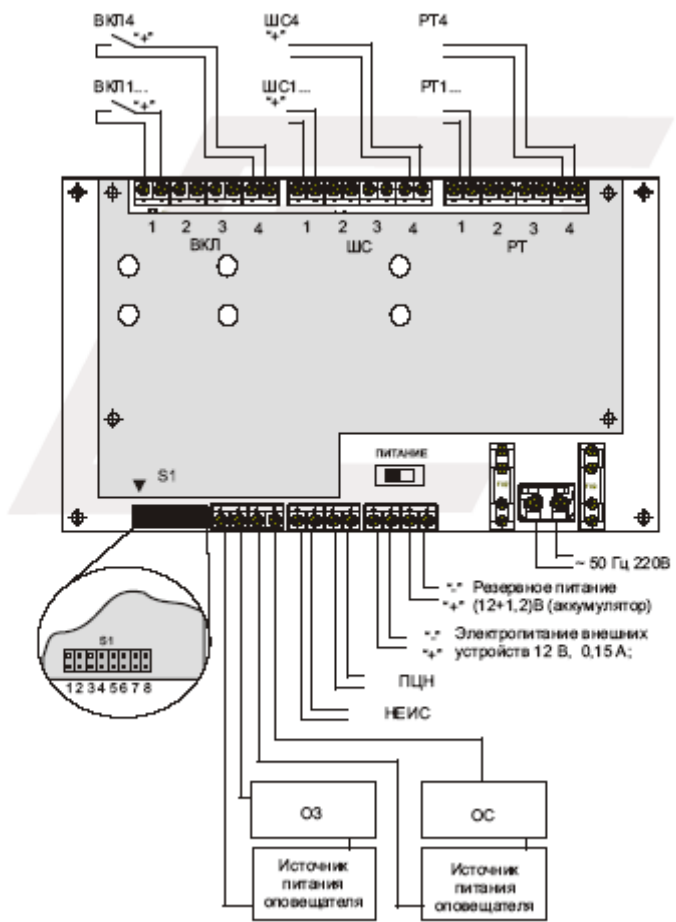 ВКЛ4 "+" ШС4 "+" РТ4
ВКЛ1... "+" ШС1... "+" РТ1...
1 2 3 4 1 2 3 4 1 2 3 4
ВКЛ ШС РТ
ПИТАНИЕ
S1
~ 50 Гц 220В
"-" Резервное питание
"+" (12+1,2)В (аккумулятор)
"-" Электропитание внешних
"+" устройств 12 В, 0,15 А;
S1
1 2 3 4 5 6 7 8
ПЦН
НЕИС
ОЗ ОС
Источник питания оповещателя
Источник питания оповещателя